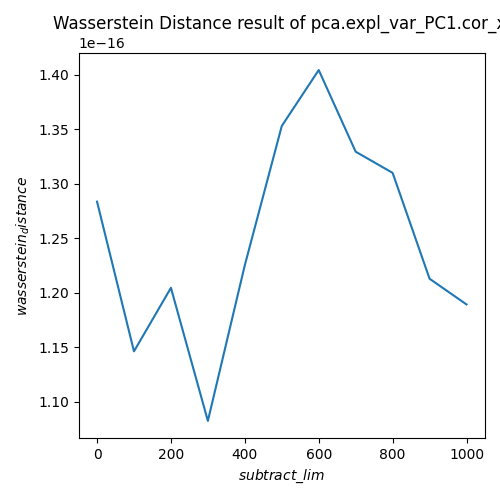 Wasserstein Distance result of pca.expl_var_PC1.cor_x
1e−16
1.40
1.35
1.30
1.25
1.20
1.15
1.10
wasserstein_distance
0 200 400 600 800 1000
subtract_lim